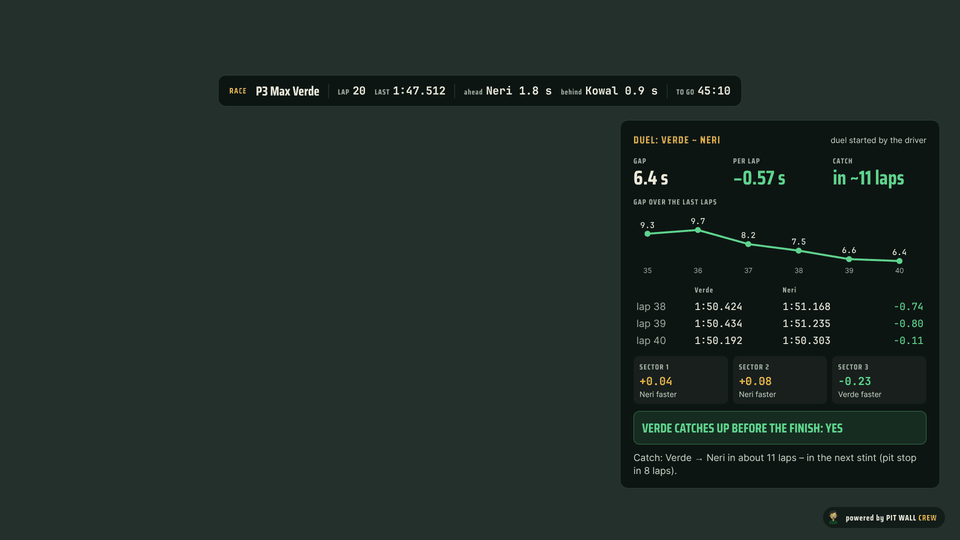 RACE P3 Max Verde LAP 20 LAST 1:47.512 ahead Neri 1.8 s behind Kowal 0.9 s TO GO 45:10
DUEL: VERDE – NERI duel started by the driver
GAP PER LAP CATCH
6.4 s −0.57 s in ~11 laps
GAP OVER THE LAST LAPS
9.3 9.7 8.2 7.5 6.6 6.4
35 36 37 38 39 40
Verde Neri
lap 38 1:50.424 1:51.168 -0.74
lap 39 1:50.434 1:51.235 -0.80
lap 40 1:50.192 1:50.303 -0.11
SECTOR 1 SECTOR 2 SECTOR 3
+0.04 +0.08 -0.23
Neri faster Neri faster Verde faster
VERDE CATCHES UP BEFORE THE FINISH: YES
Catch: Verde → Neri in about 11 laps – in the next stint (pit stop
in 8 laps).
powered by PIT WALL CREW